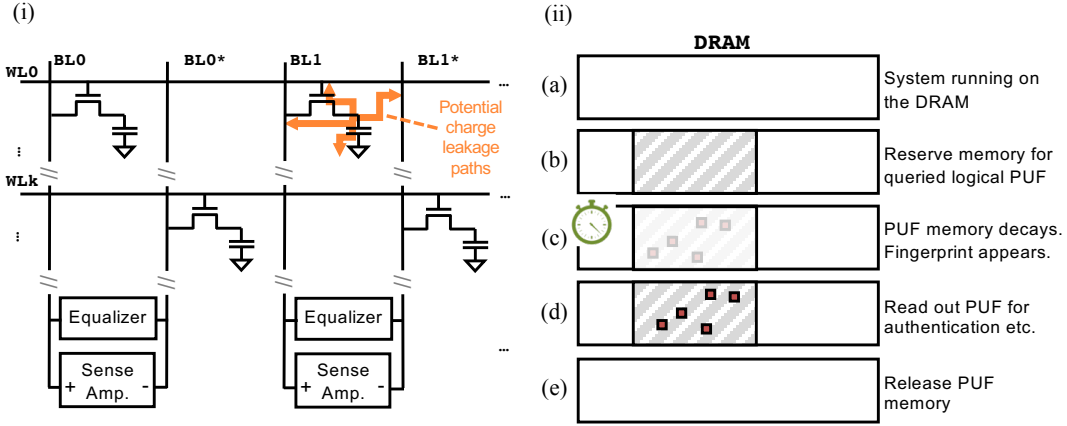 (i)
BL0 BL0* BL1 BL1*
WL0
...
Potential
charge
leakage
paths
...
WLk
...
...
Equalizer Equalizer
...
+ Sense Amp. - + Sense Amp. -
(ii)
DRAM
(a) System running on
the DRAM
(b) Reserve memory for
queried logical PUF
(c) PUF memory decays.
Fingerprint appears.
(d) Read out PUF for
authentication etc.
(e) Release PUF
memory